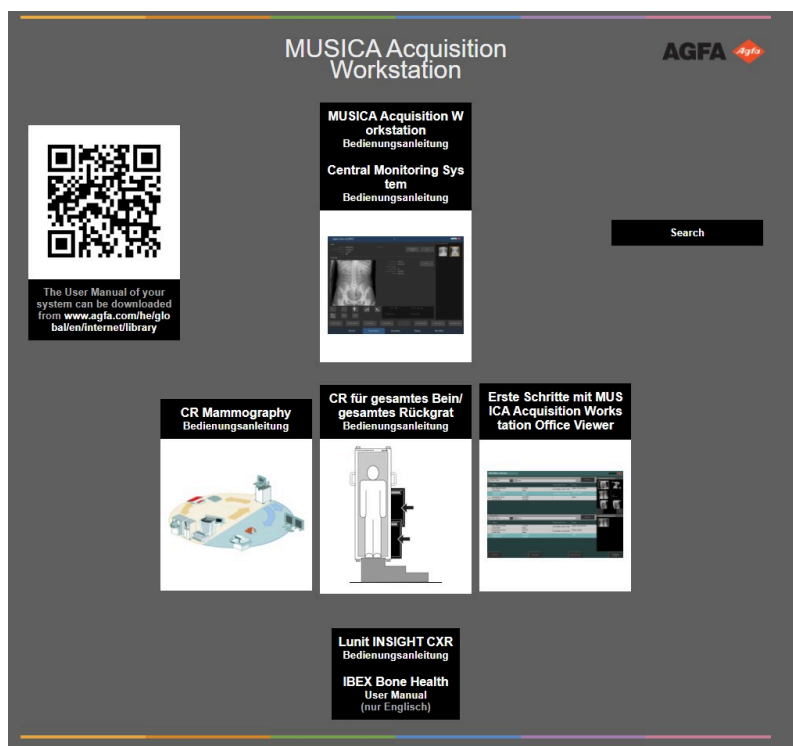 MUSICA Acquisition
Workstation
AGFA
Agfa
MUSICA Acquisition W
orkstation
Bedienungsanleitung
Central Monitoring Sys
tem
Bedienungsanleitung
Search
The User Manual of your
system can be downloaded
from www.agfa.com/he/glo
bal/en/internet/library
CR Mammography
Bedienungsanleitung
CR für gesamtes Bein/
gesamtes Rückgrat
Bedienungsanleitung
Erste Schritte mit MUS
ICA Acquisition Works
tation Office Viewer
Lunit INSIGHT CXR
Bedienungsanleitung
IBEX Bone Health
User Manual
(nur Englisch)